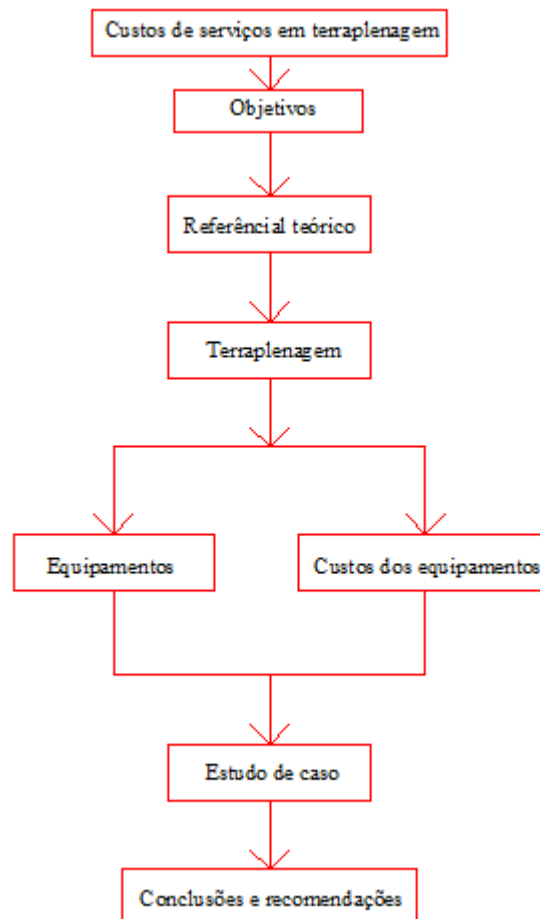 Custos de serviços em terraplenagem
Objetivos
Referêncial teórico
Terraplenagem
Equipamentos
Custos dos equipamentos
Estudo de caso
Conclusões e recomendações